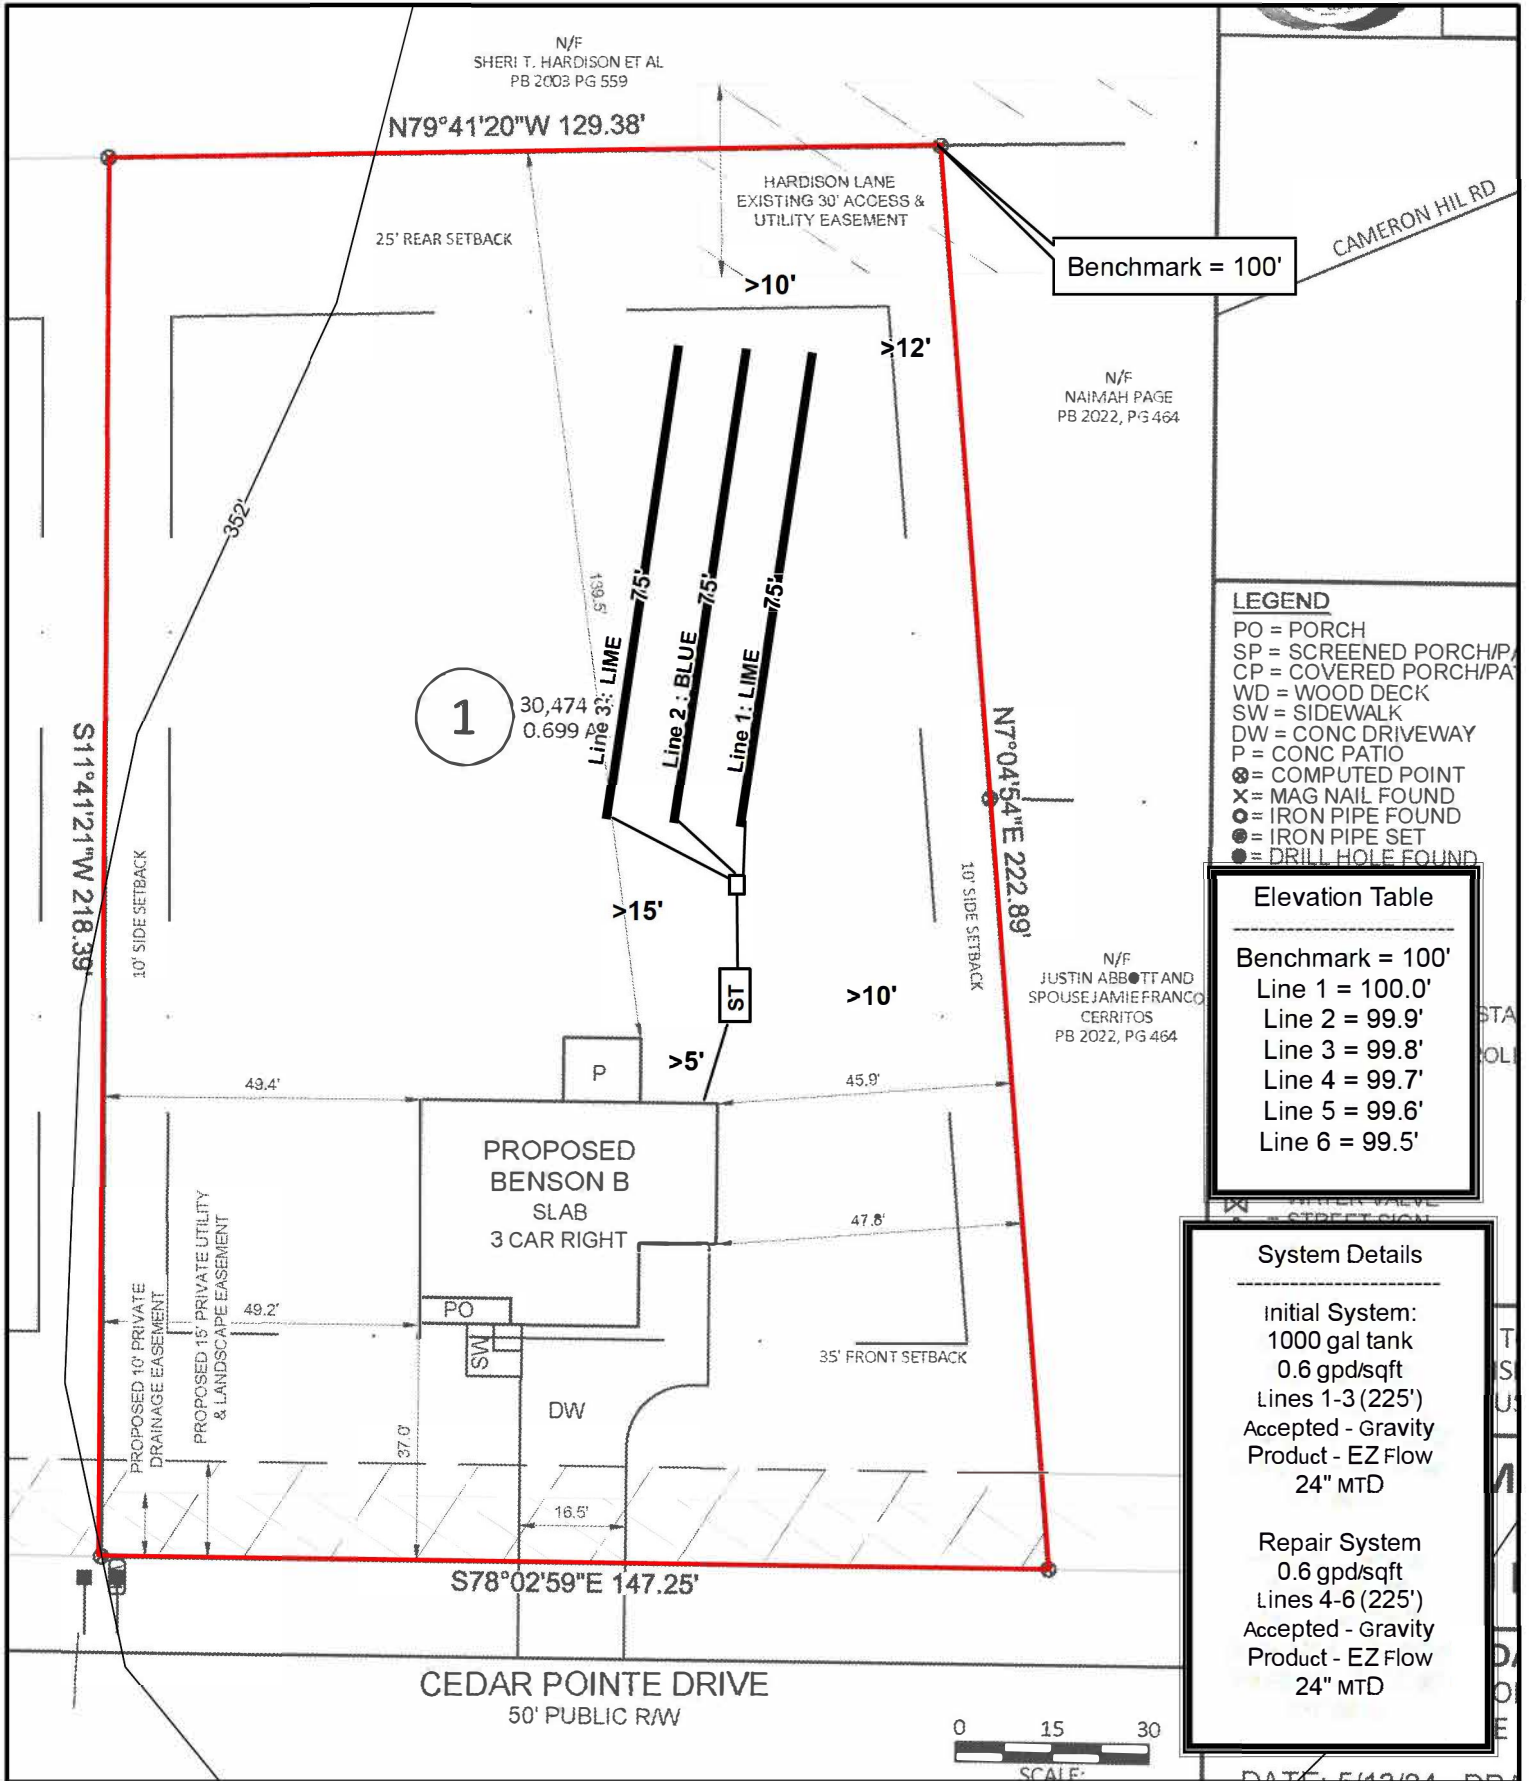 N/F
SHERI T. HARDISON ET AL
PB 2003 PG 559
N79°41'20"W 129.38'
HARDISON LANE
EXISTING 30' ACCESS &
UTILITY EASEMENT
25' REAR SETBACK
>10'
Benchmark = 100'
CAMERON HIL RD
>12'
N/F
NAIMAH PAGE
PB 2022, PG 464
352'
139.5'
75'
75'
75'
Line 3: LIME
Line 2 : BLUE
Line 1: LIME
1
30,474
0.699
S11°41'21"W 218.39'
N7°04'54"E 222.89'
10' SIDE SETBACK
10' SIDE SETBACK
>15'
ST
>10'
>5'
N/F
JUSTIN ABBOTT AND
SPOUSE JAMIE FRANCO
CERRITOS
PB 2022, PG 464
P
49.4'
45.9'
PROPOSED
BENSON B
SLAB
3 CAR RIGHT
47.8'
PO
SW
49.2'
PROPOSED 10' PRIVATE
DRAINAGE EASEMENT
PROPOSED 15' PRIVATE UTILITY
& LANDSCAPE EASEMENT
35' FRONT SETBACK
DW
37.0'
16.5'
S78°02'59"E 147.25'
CEDAR POINTE DRIVE
50' PUBLIC R/W
0 15 30
SCALE:
LEGEND
PO = PORCH
SP = SCREENED PORCH/PA
CP = COVERED PORCH/PAT
WD = WOOD DECK
SW = SIDEWALK
DW = CONC DRIVEWAY
P = CONC PATIO
= COMPUTED POINT
X = MAG NAIL FOUND
= IRON PIPE FOUND
= IRON PIPE SET
= DRILL HOLE FOUND
Elevation Table
Benchmark = 100'
Line 1 = 100.0'
Line 2 = 99.9'
Line 3 = 99.8'
Line 4 = 99.7'
Line 5 = 99.6'
Line 6 = 99.5'
WATER VALVE
= STREET SIGN
System Details
Initial System:
1000 gal tank
0.6 gpd/sqft
Lines 1-3 (225')
Accepted - Gravity
Product - EZ Flow
24" MTD
Repair System
0.6 gpd/sqft
Lines 4-6 (225')
Accepted - Gravity
Product - EZ Flow
24" MTD
DATE: 5/13/24